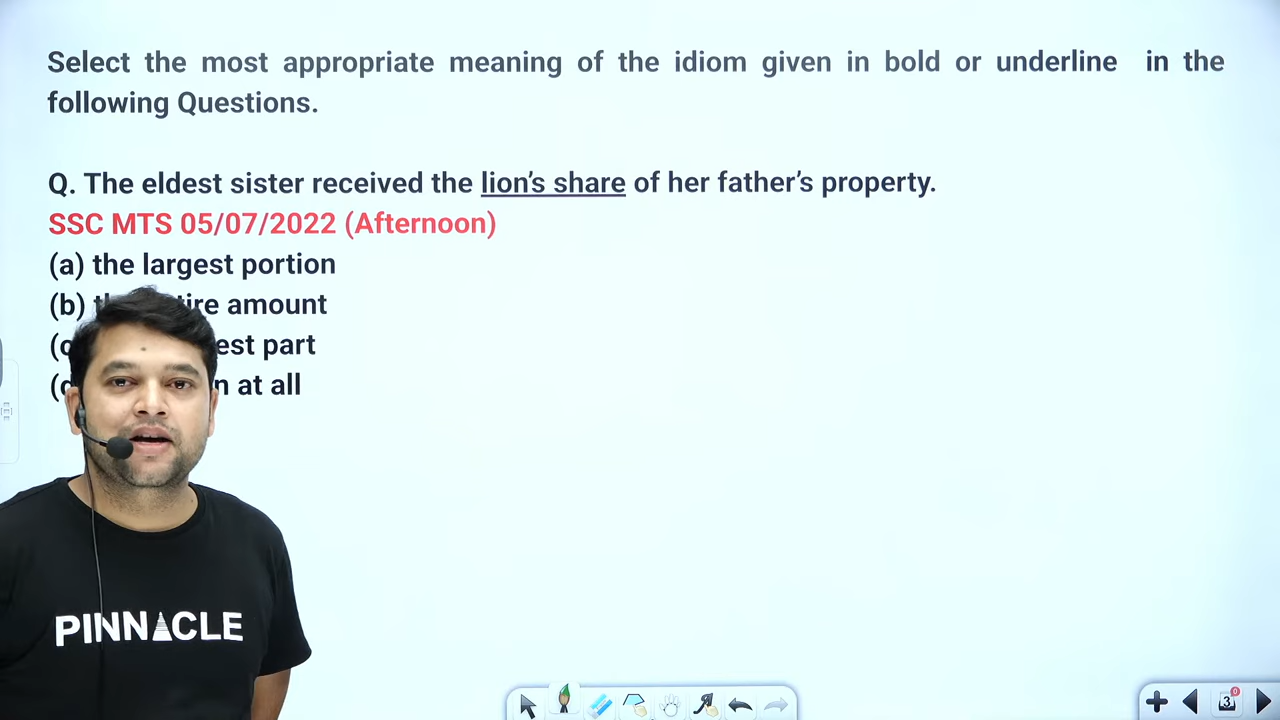 Select the most appropriate meaning of the idiom given in bold or underline in the
following Questions.
Q. The eldest sister received the lion's share of her father's property.
SSC MTS 05/07/2022 (Afternoon)
(a) the largest portion
(b) amount
part
at all
PINNACLE
3
0